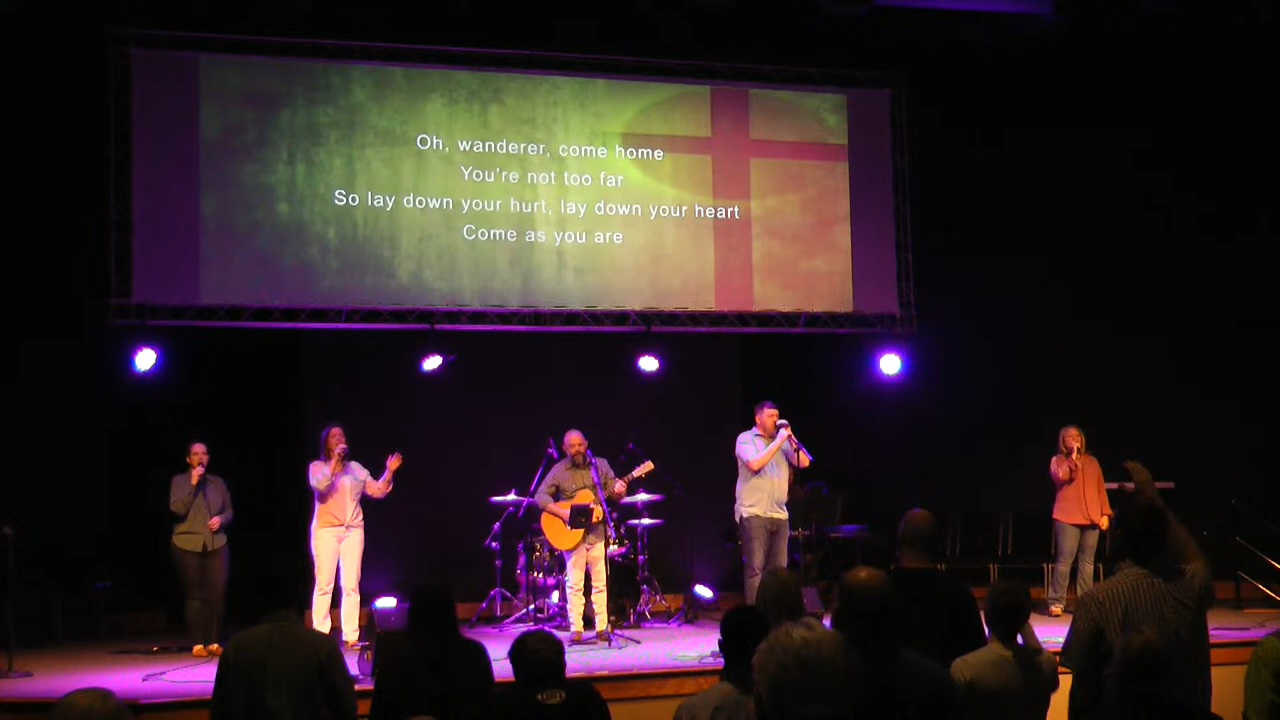 Oh, wanderer, come home
You're not too far
So lay down your hurt, lay down your heart
Come as you are